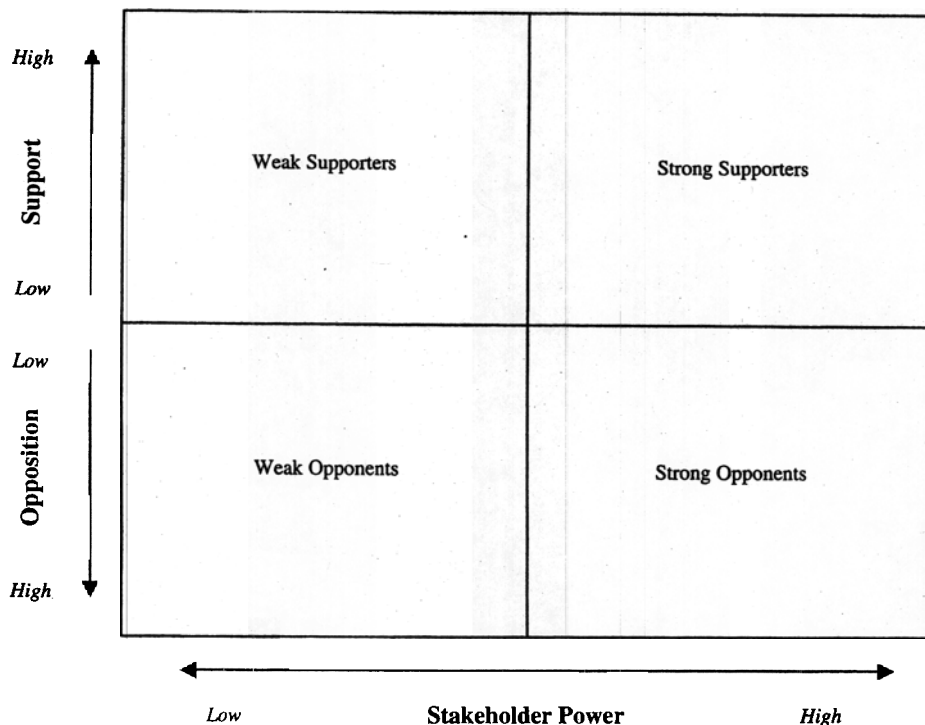 High
Support
Weak Supporters
Strong Supporters
Low
Low
Opposition
Weak Opponents
Strong Opponents
High
Low
Stakeholder Power
High